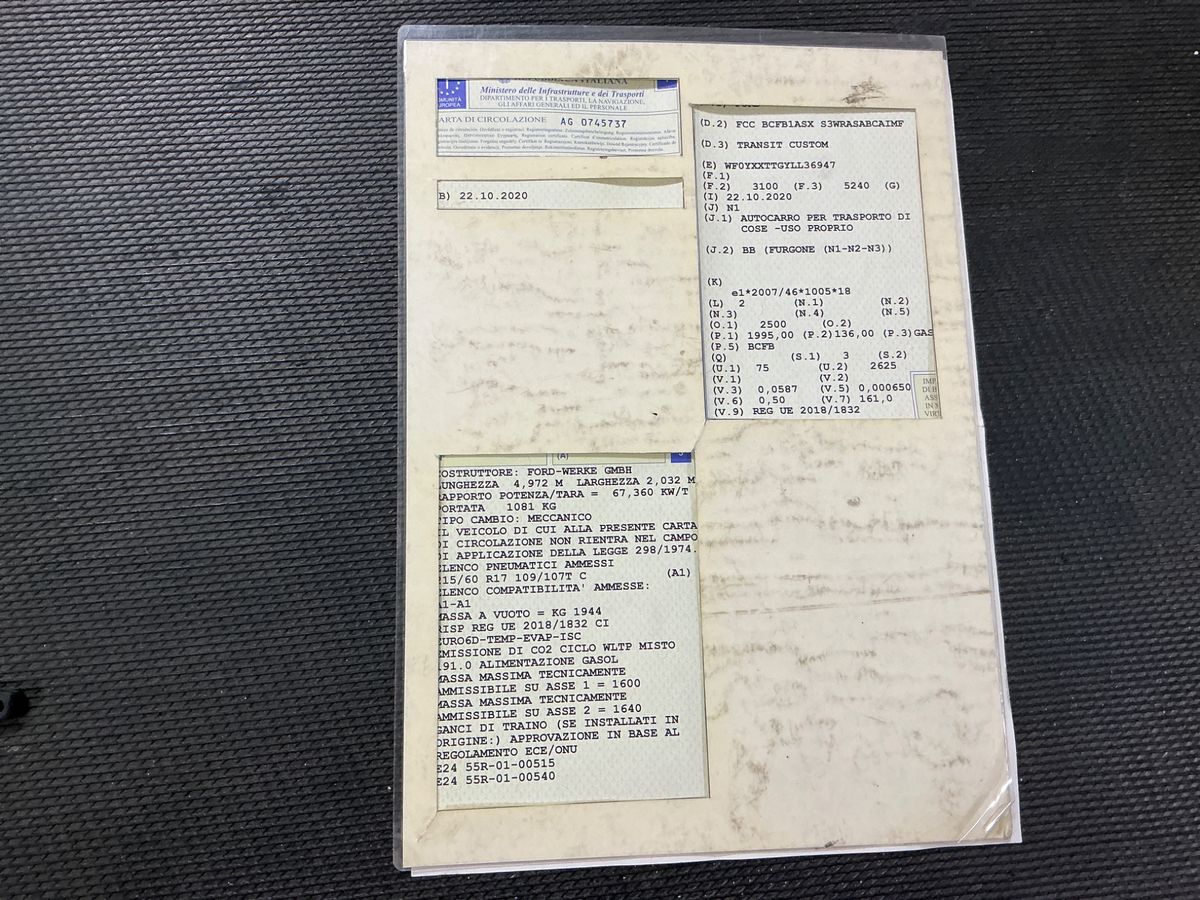 ITALIANA
Ministero delle Infrastrutture e dei Trasporti
DIPARTIMENTO PER I TRASPORTI, LA NAVIGAZIONE,
GLI AFFARI GENERALI ED IL PERSONALE
OMUNITÀ
UROPEA
ARTA DI CIRCOLAZIONE AG 0745737
B) 22.10.2020
(D.2) FCC BCFB1ASX S3WRASABCAIMF
(D.3) TRANSIT CUSTOM
(E) WF0YXXTTGYLL36947
(F.1)
(F.2) 3100 (F.3) 5240 (G)
(I) 22.10.2020
(J) N1
(J.1) AUTOCARRO PER TRASPORTO DI
COSE -USO PROPRIO
(J.2) BB (FURGONE (N1-N2-N3))
(K)
e1*2007/46*1005*18
(L) 2 (N.1) (N.2)
(N.3) (N.4) (N.5)
(O.1) 2500 (O.2)
(P.1) 1995,00 (P.2)136,00 (P.3)GAS
(P.5) BCFB
(Q) (S.1) 3 (S.2)
(U.1) 75 (U.2) 2625
(V.1) (V.2)
(V.3) 0,0587 (V.5) 0,000650
(V.6) 0,50 (V.7) 161,0
(V.9) REG UE 2018/1832
(A)
OSTRUTTORE: FORD-WERKE GMBH
UNGHEZZA 4,972 M LARGHEZZA 2,032 M
APPORTO POTENZA/TARA = 67,360 KW/T
ORTATA 1081 KG
TIPO CAMBIO: MECCANICO
IL VEICOLO DI CUI ALLA PRESENTE CARTA
DI CIRCOLAZIONE NON RIENTRA NEL CAMPO
DI APPLICAZIONE DELLA LEGGE 298/1974.
ELENCO PNEUMATICI AMMESSI
15/60 R17 109/107T C (A1)
ELENCO COMPATIBILITA' AMMESSE:
A1-A1
MASSA A VUOTO = KG 1944
RISP REG UE 2018/1832 CI
EURO6D-TEMP-EVAP-ISC
EMISSIONE DI CO2 CICLO WLTP MISTO
191.0 ALIMENTAZIONE GASOL
MASSA MASSIMA TECNICAMENTE
AMMISSIBILE SU ASSE 1 = 1600
MASSA MASSIMA TECNICAMENTE
AMMISSIBILE SU ASSE 2 = 1640
GANCI DI TRAINO (SE INSTALLATI IN
ORIGINE:) APPROVAZIONE IN BASE AL
REGOLAMENTO ECE/ONU
E24 55R-01-00515
E24 55R-01-00540